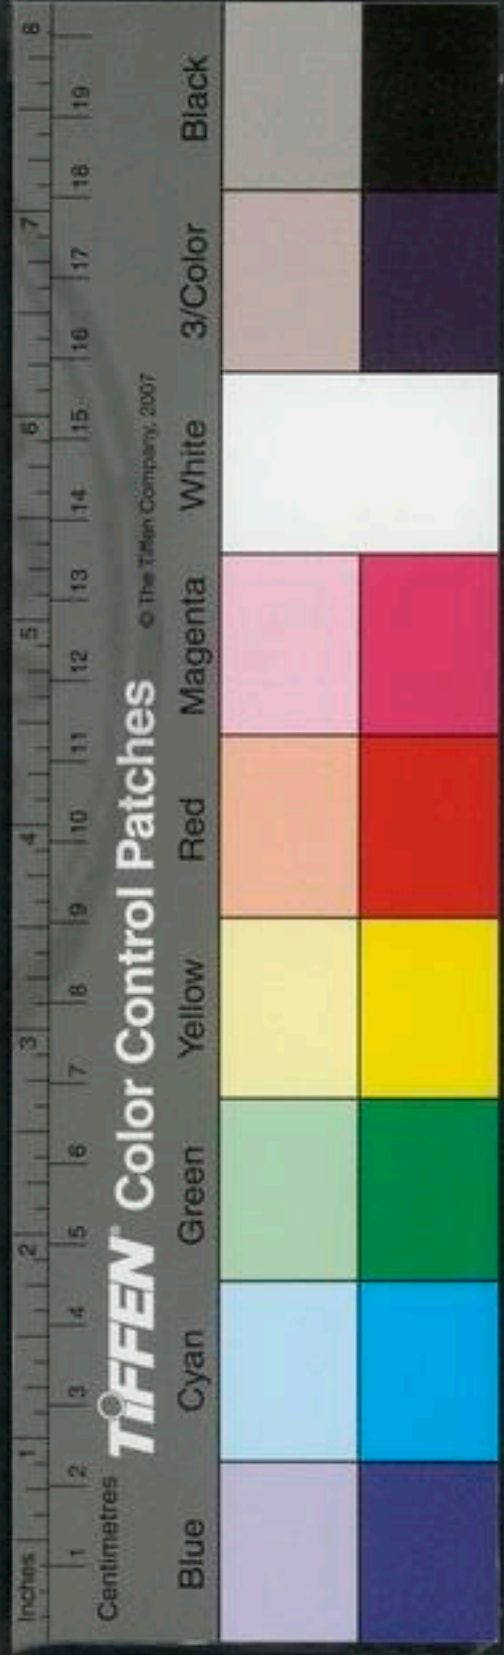 Inches 1 2 3 4 5 6 7 8
Centimetres 1 2 3 4 5 6 7 8 9 10 11 12 13 14 15 16 17 18 19
TIFFEN® Color Control Patches © The Tiffen Company, 2007
Blue Cyan Green Yellow Red Magenta White 3/Color Black